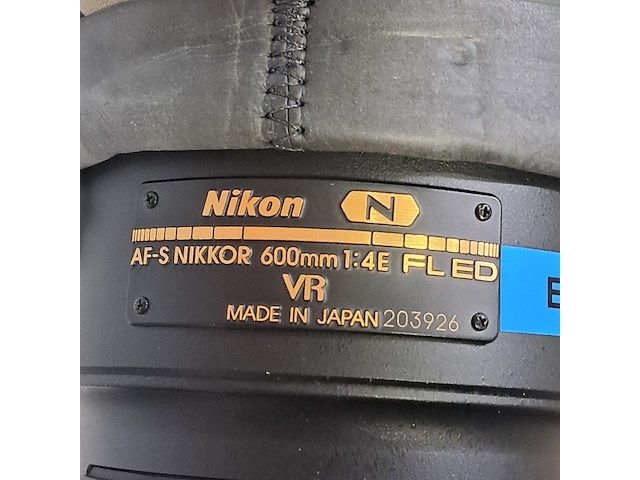 Nikon N
AF-S NIKKOR 600mm 1:4E FL ED
VR
MADE IN JAPAN 203926